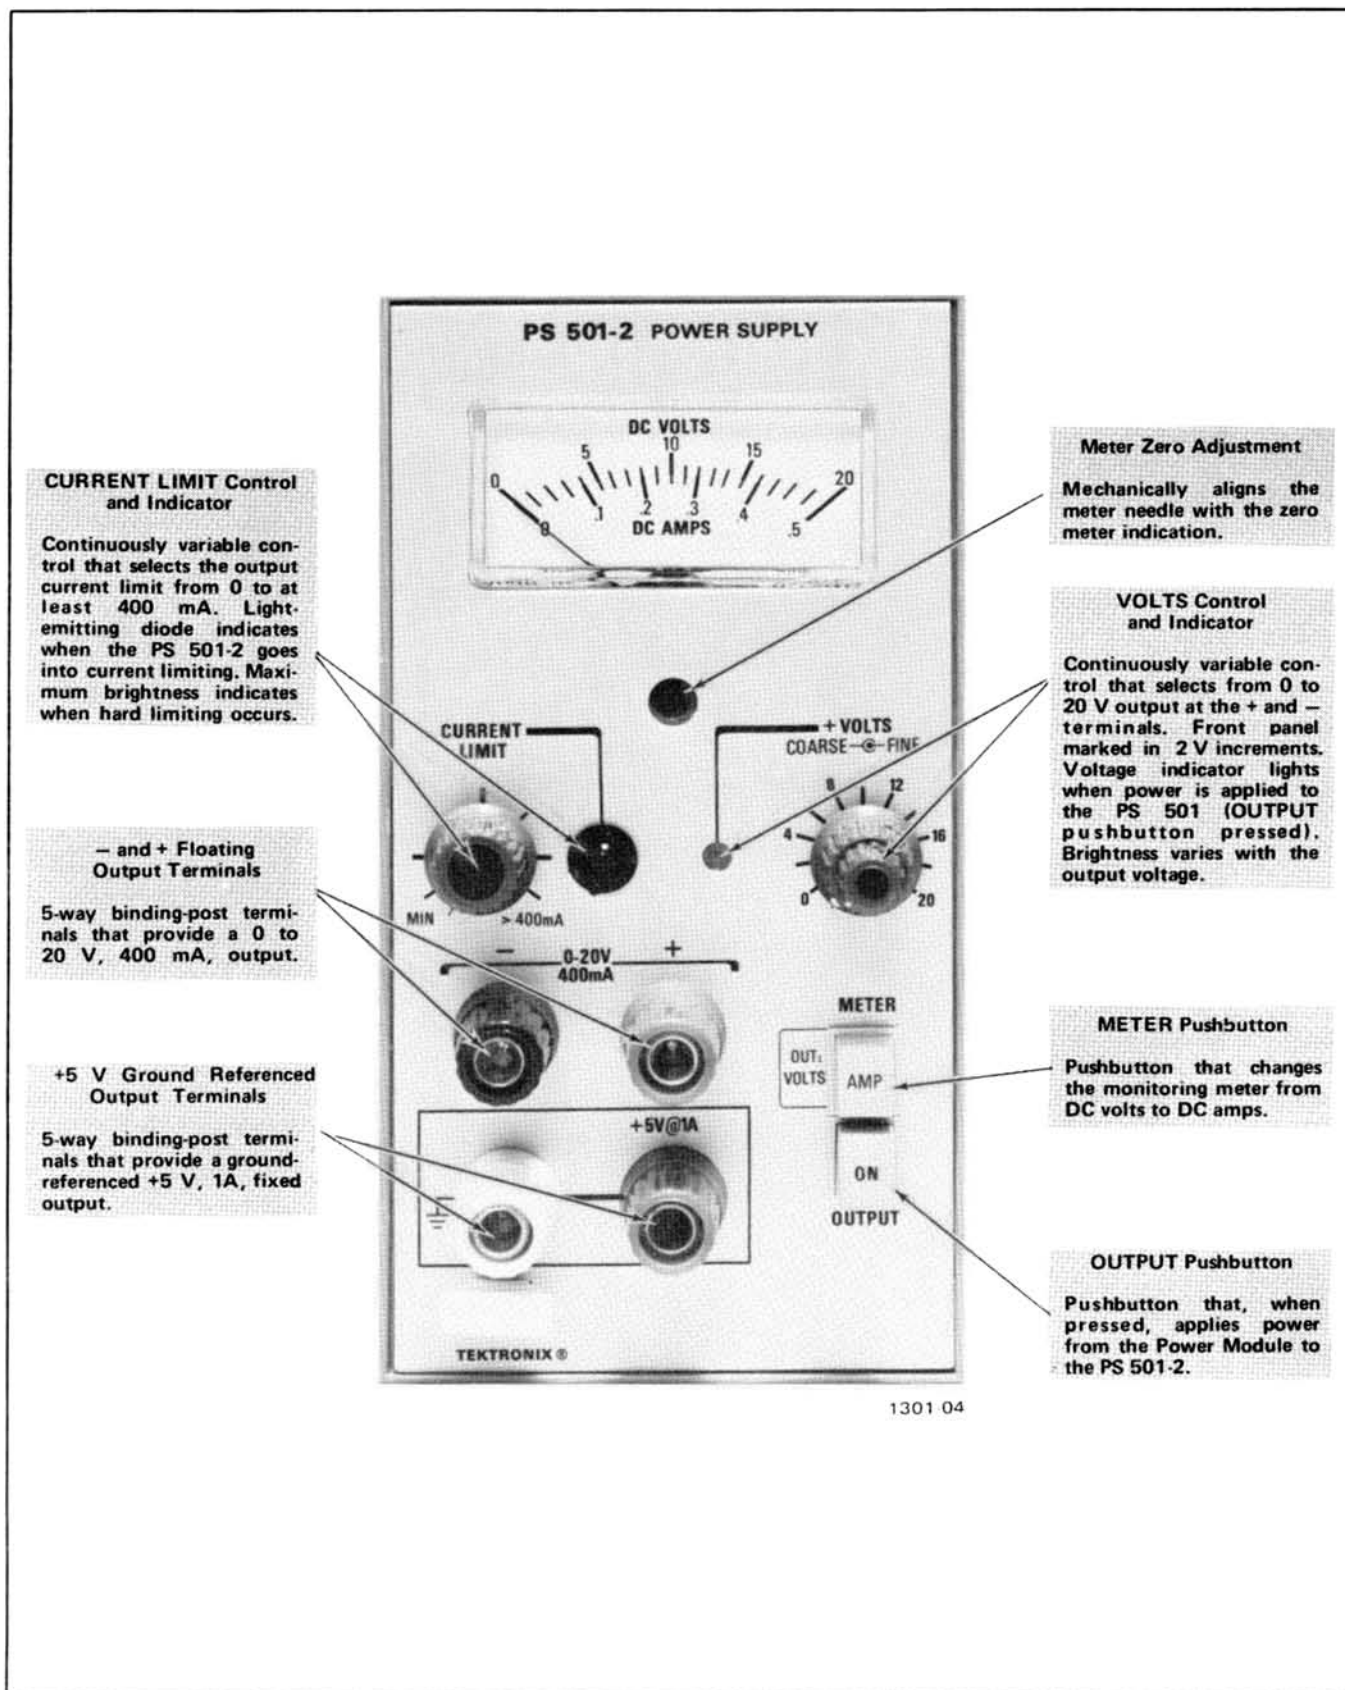 PS 501-2 POWER SUPPLY
DC VOLTS
0 5 10 15 20
0 .1 .2 .3 .4 .5
DC AMPS
CURRENT LIMIT Control
and Indicator
Continuously variable con-
trol that selects the output
current limit from 0 to at
least 400 mA. Light-
emitting diode indicates
when the PS 501-2 goes
into current limiting. Maxi-
mum brightness indicates
when hard limiting occurs.
— and + Floating
Output Terminals
5-way binding-post termi-
nals that provide a 0 to
20 V, 400 mA, output.
+5 V Ground Referenced
Output Terminals
5-way binding-post termi-
nals that provide a ground-
referenced +5 V, 1A, fixed
output.
CURRENT
LIMIT
MIN
> 400mA
+ VOLTS
COARSE FINE
0 4 8 12 16 20
− +
0-20V
400mA
METER
OUT:
VOLTS
AMP
ON
OUTPUT
+5V@1A
−
TEKTRONIX®
Meter Zero Adjustment
Mechanically aligns the
meter needle with the zero
meter indication.
VOLTS Control
and Indicator
Continuously variable con-
trol that selects from 0 to
20 V output at the + and —
terminals. Front panel
marked in 2 V increments.
Voltage indicator lights
when power is applied to
the PS 501 (OUTPUT
pushbutton pressed).
Brightness varies with the
output voltage.
METER Pushbutton
Pushbutton that changes
the monitoring meter from
DC volts to DC amps.
OUTPUT Pushbutton
Pushbutton that, when
pressed, applies power
from the Power Module to
the PS 501-2.
1301-04